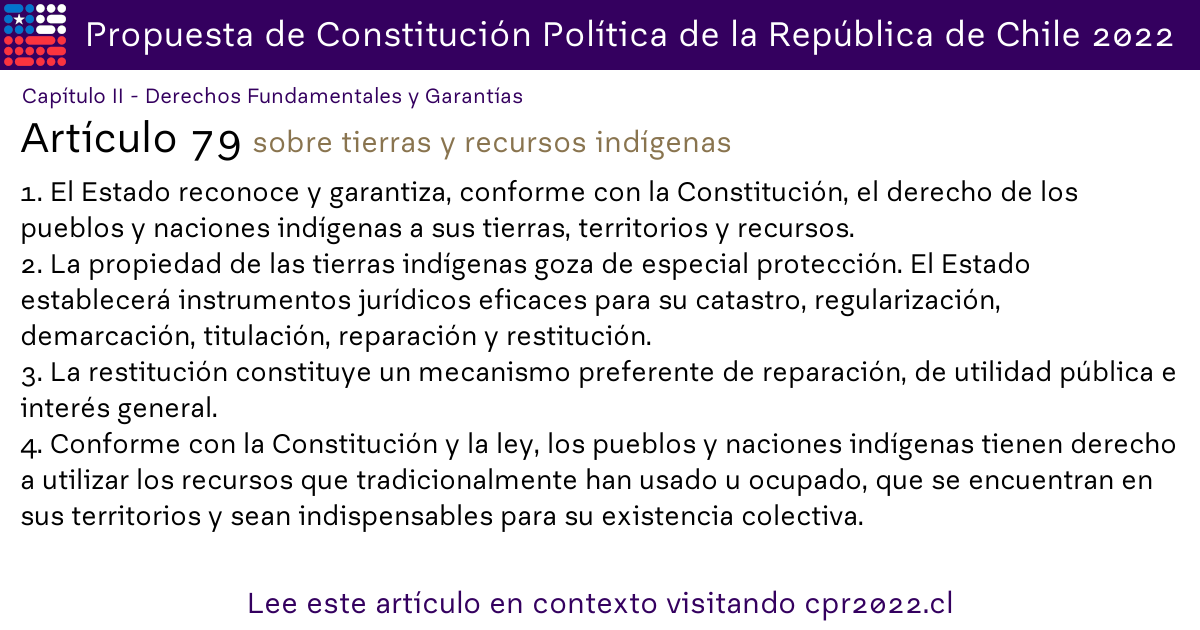 Propuesta de Constitución Política de la República de Chile 2022
Capítulo II - Derechos Fundamentales y Garantías
Artículo 79 sobre tierras y recursos indígenas
1. El Estado reconoce y garantiza, conforme con la Constitución, el derecho de los
pueblos y naciones indígenas a sus tierras, territorios y recursos.
2. La propiedad de las tierras indígenas goza de especial protección. El Estado
establecerá instrumentos jurídicos eficaces para su catastro, regularización,
demarcación, titulación, reparación y restitución.
3. La restitución constituye un mecanismo preferente de reparación, de utilidad pública e
interés general.
4. Conforme con la Constitución y la ley, los pueblos y naciones indígenas tienen derecho
a utilizar los recursos que tradicionalmente han usado u ocupado, que se encuentran en
sus territorios y sean indispensables para su existencia colectiva.
Lee este artículo en contexto visitando cpr2022.cl